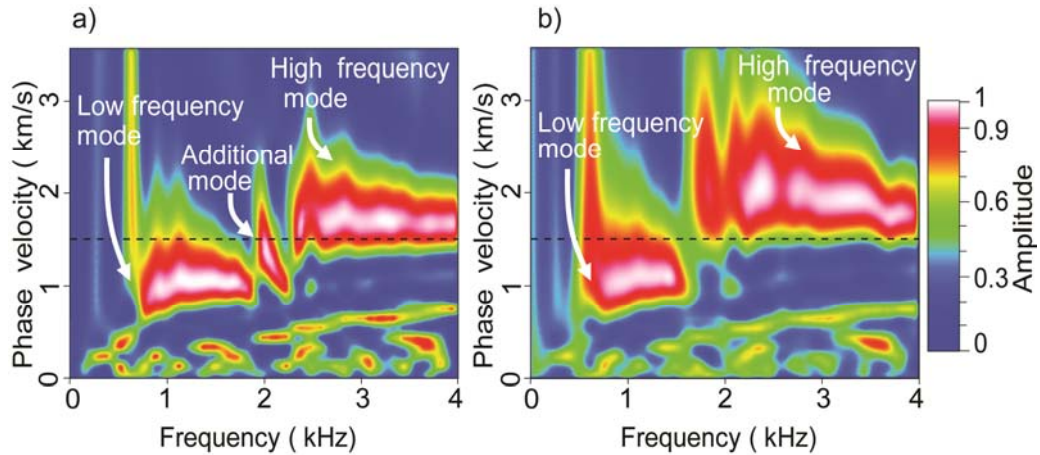 a)
Phase velocity ( km/s)
3
2
1
0
Low frequency
mode
Additional
mode
High frequency
mode
0
1
2
3
4
Frequency ( kHz)
b)
Phase velocity ( km/s)
3
2
1
0
Low frequency
mode
High frequency
mode
0
1
2
3
4
Frequency ( kHz)
1
0.9
0.6
0.3
0
Amplitude